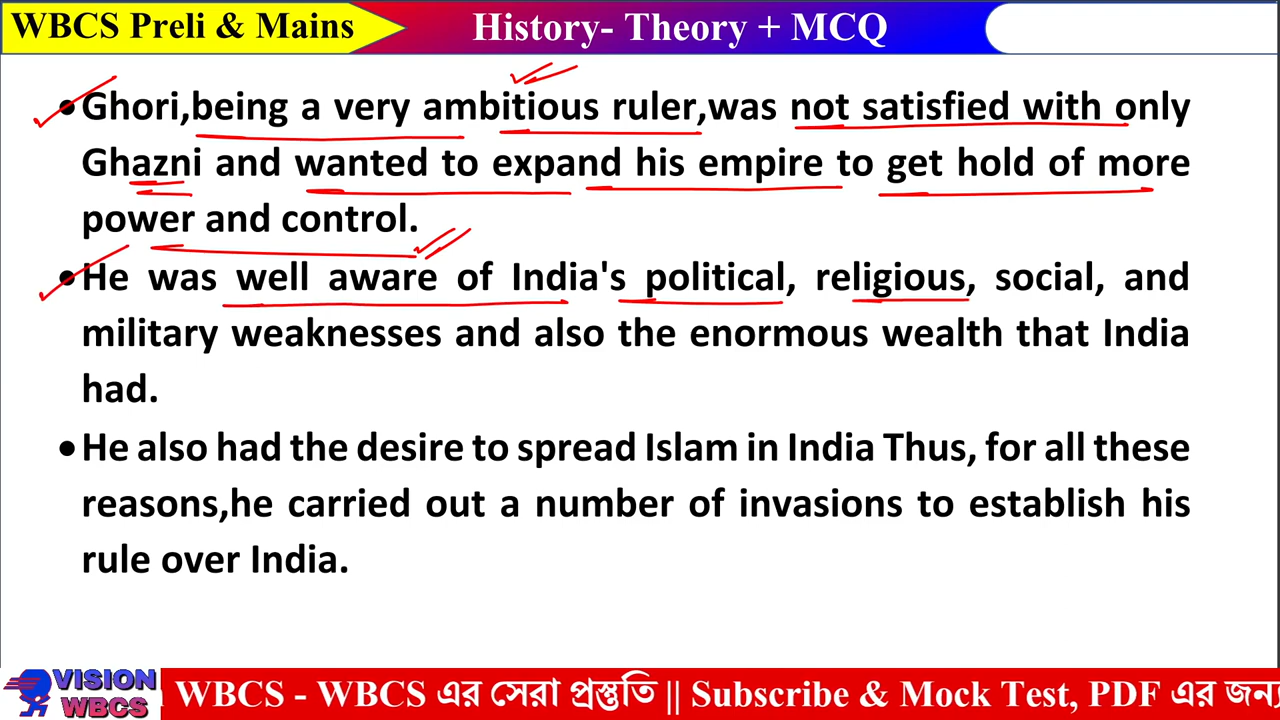 WBCS Preli & Mains
History- Theory + MCQ
• Ghori,being a very ambitious ruler,was not satisfied with only
Ghazni and wanted to expand his empire to get hold of more
power and control.
• He was well aware of India's political, religious, social, and
military weaknesses and also the enormous wealth that India
had.
• He also had the desire to spread Islam in India Thus, for all these
reasons,he carried out a number of invasions to establish his
rule over India.
VISION
WBCS
WBCS - WBCS এর সেরা প্রস্তুতি || Subscribe & Mock Test, PDF এর জন্য